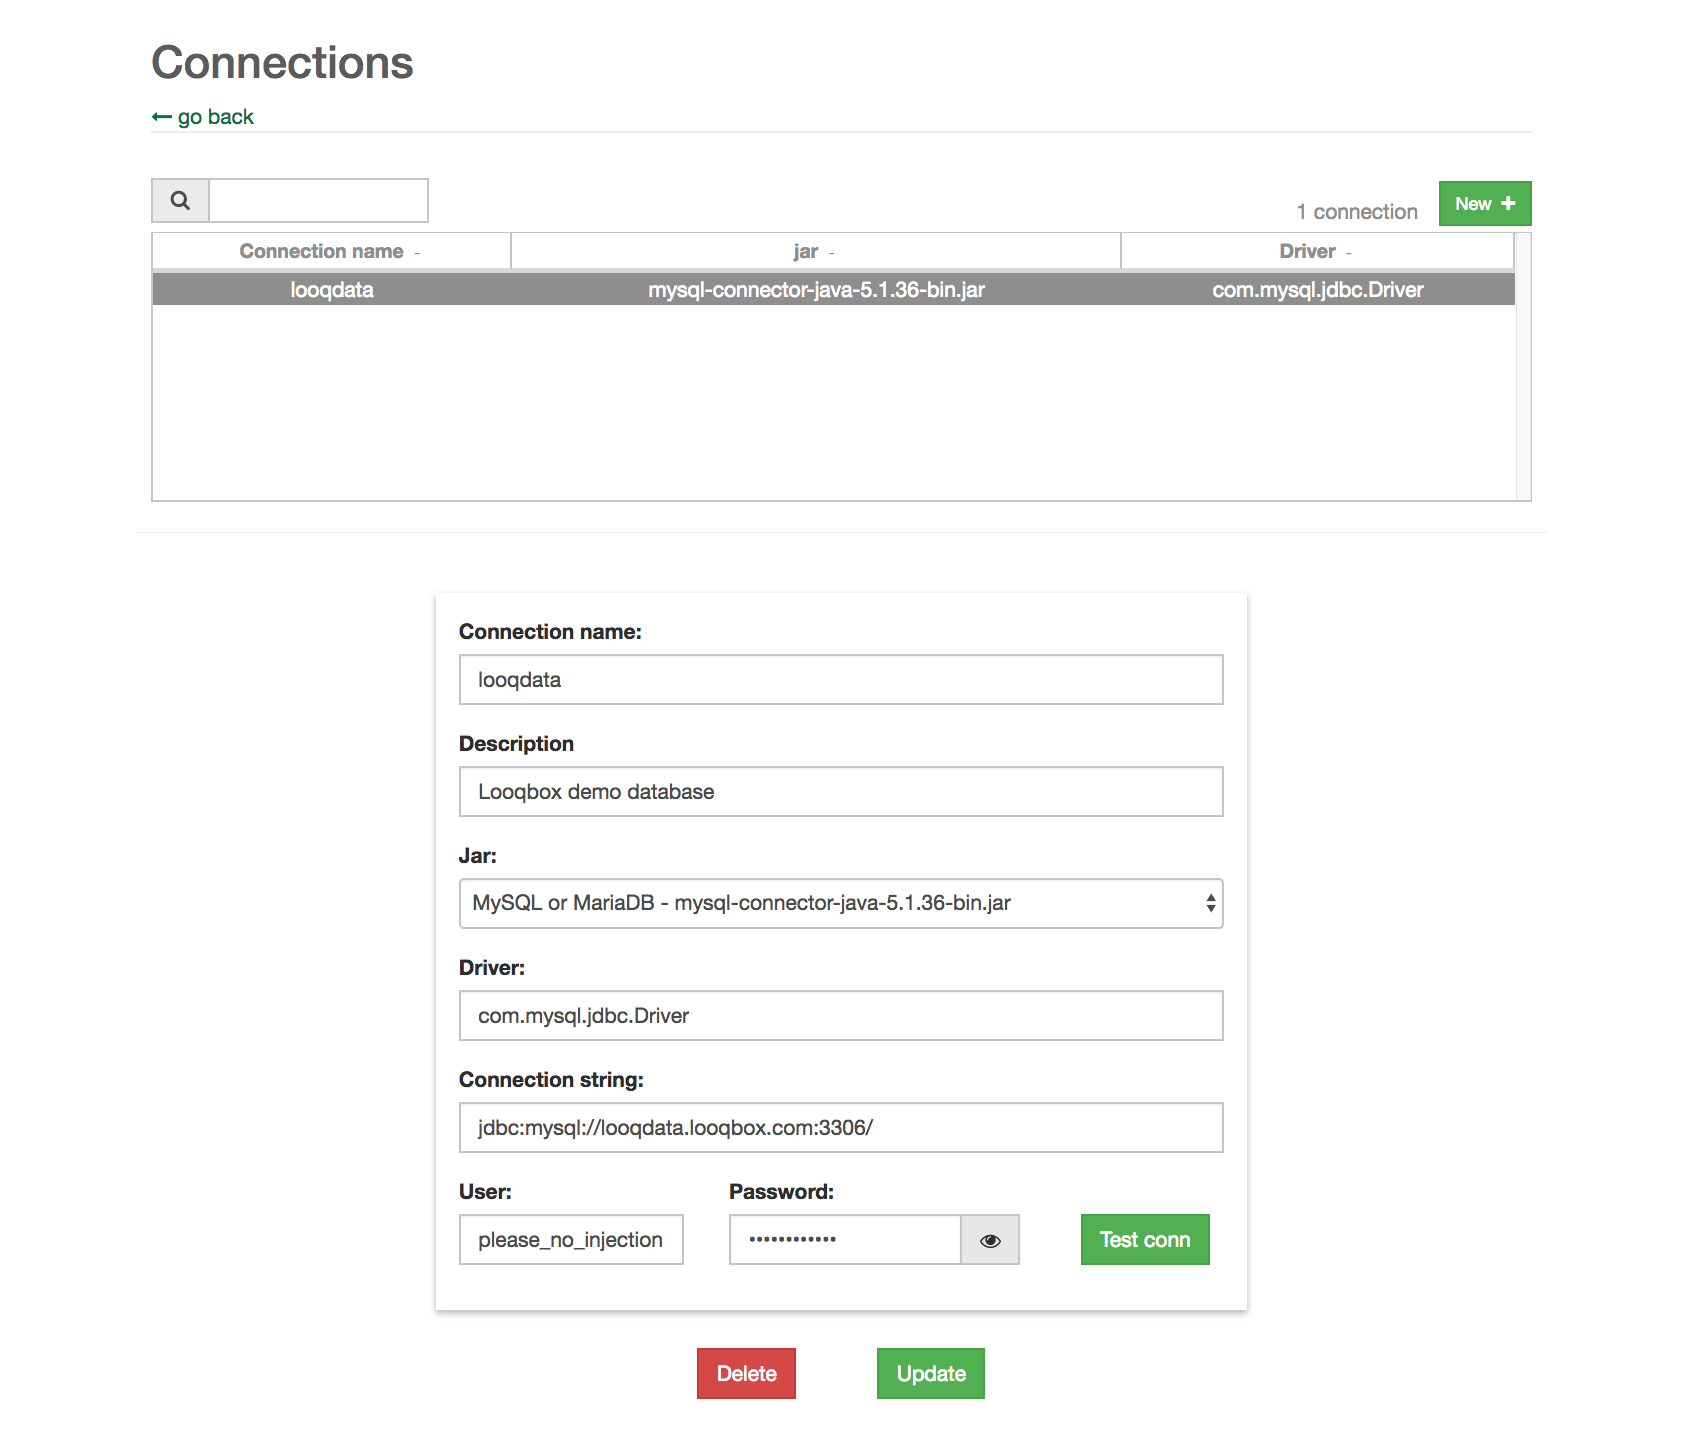 Connections
go back
1 connection
New
Connection name - jar - Driver -
looqdata mysql-connector-java-5.1.36-bin.jar com.mysql.jdbc.Driver
Connection name:
looqdata
Description
Looqbox demo database
Jar:
MySQL or MariaDB - mysql-connector-java-5.1.36-bin.jar
Driver:
com.mysql.jdbc.Driver
Connection string:
jdbc:mysql://looqdata.looqbox.com:3306/
User: Password:
please_no_injection •••••••••••• Test conn
Delete Update